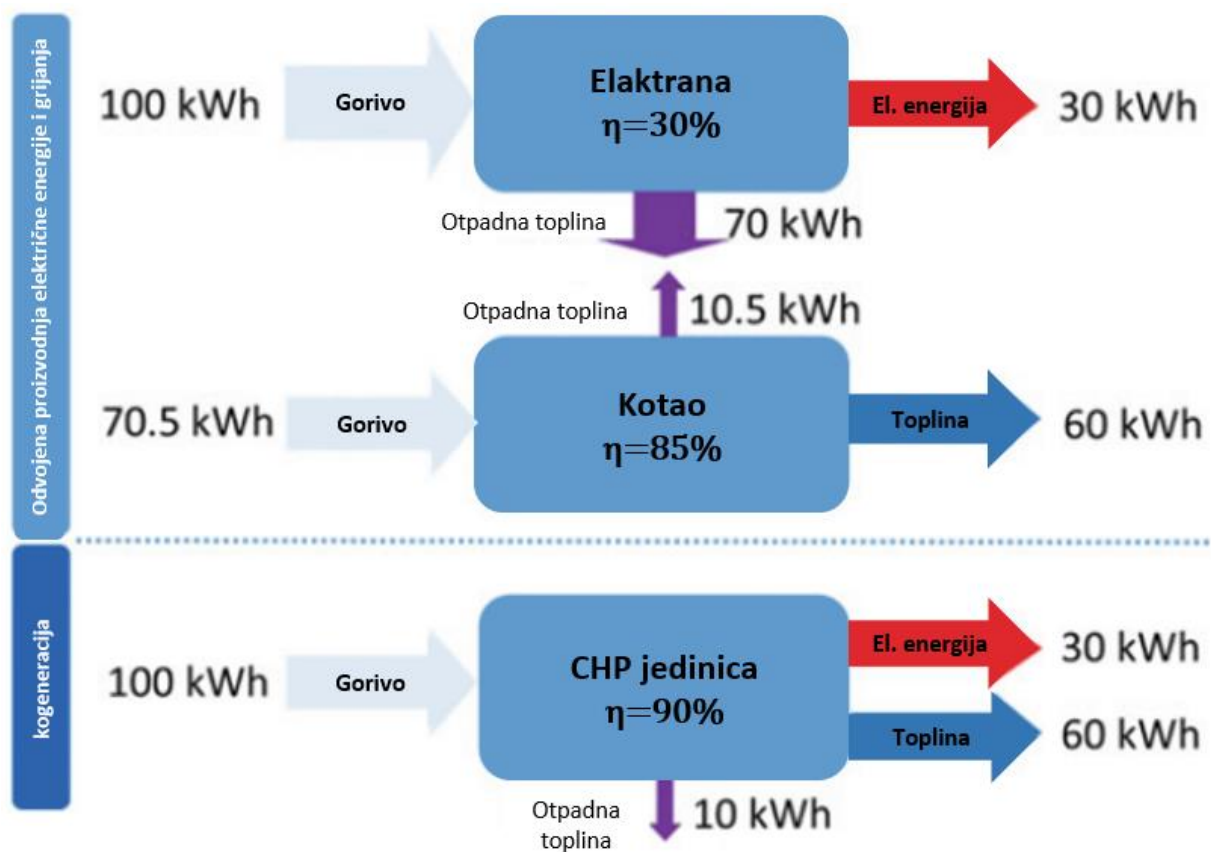 Odvojena proizvodnja električne energije i grijanja
100 kWh
Gorivo
Elaktrana
η=30%
El. energija
30 kWh
Otpadna toplina
70 kWh
Otpadna toplina
10.5 kWh
70.5 kWh
Gorivo
Kotao
η=85%
Toplina
60 kWh
kogeneracija
100 kWh
Gorivo
CHP jedinica
η=90%
El. energija
30 kWh
Toplina
60 kWh
Otpadna
toplina
10 kWh